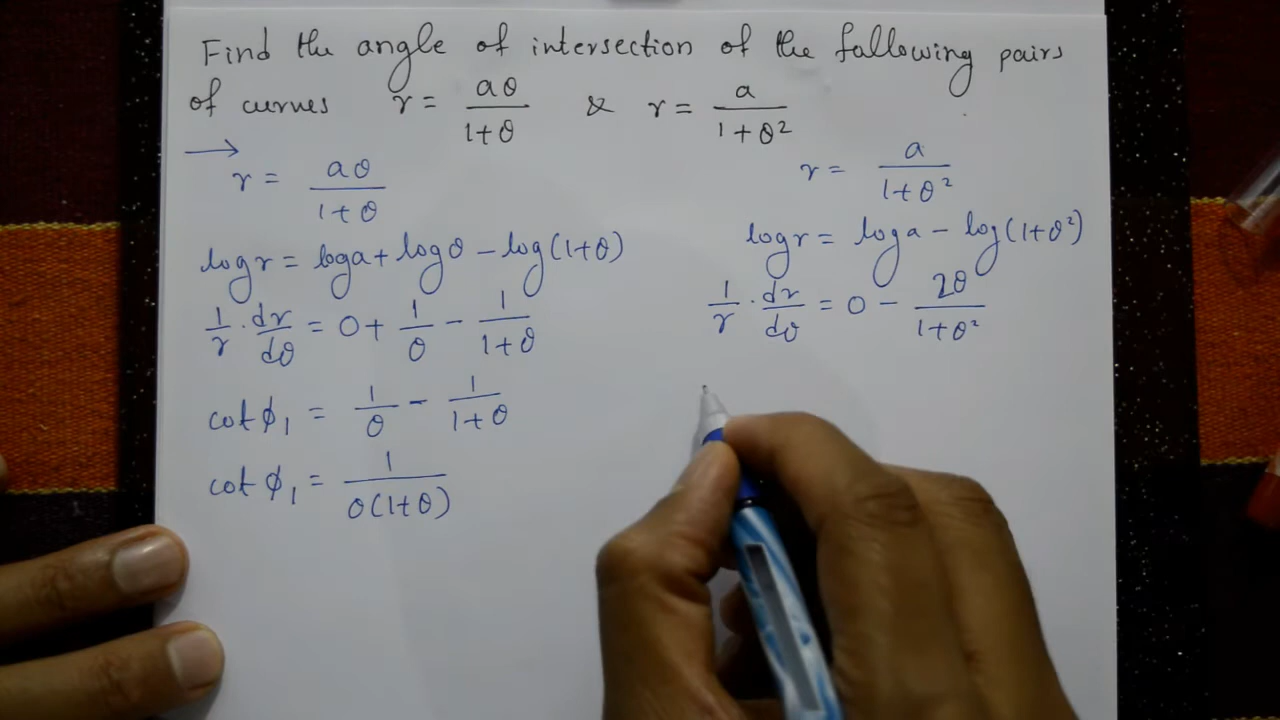 Find the angle of intersection of the following pairs
of curves r = aθ/(1+θ) & r = a/(1+θ²)
→ r = aθ/(1+θ)
log r = log a + log θ − log(1+θ)
1/r · dr/dθ = 0 + 1/θ − 1/(1+θ)
cot φ₁ = 1/θ − 1/(1+θ)
cot φ₁ = 1/(θ(1+θ))
r = a/(1+θ²)
log r = log a − log(1+θ²)
1/r · dr/dθ = 0 − 2θ/(1+θ²)